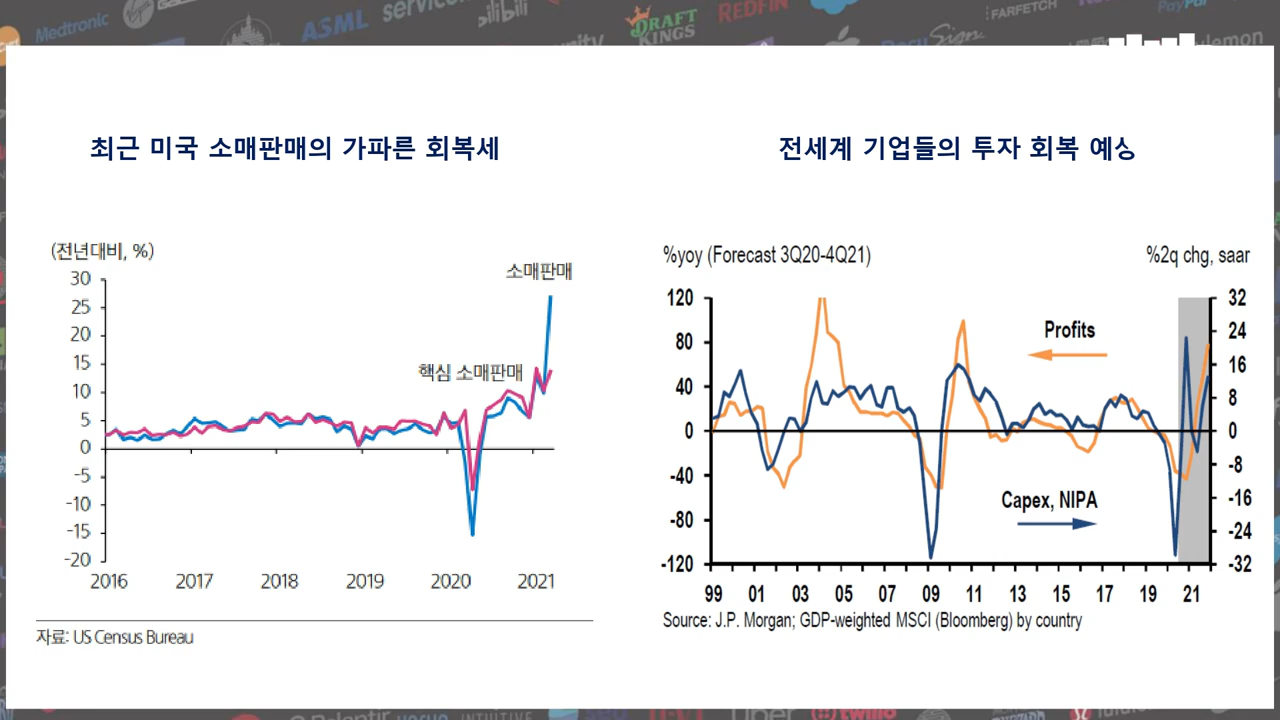 Medtronic
ASML
bilibili
DRAFT
KINGS
REDFIN
FARFETCH
PayPal
최근 미국 소매판매의 가파른 회복세
전세계 기업들의 투자 회복 예상
(전년대비, %)
소매판매
핵심 소매판매
30
25
20
15
10
5
0
-5
-10
-15
-20
2016 2017 2018 2019 2020 2021
자료: US Census Bureau
%yoy (Forecast 3Q20-4Q21)
%2q chg, saar
120
80
40
0
-40
-80
-120
Profits
Capex, NIPA
32
24
16
8
0
-8
-16
-24
-32
99 01 03 05 07 09 11 13 15 17 19 21
Source: J.P. Morgan; GDP-weighted MSCI (Bloomberg) by country
INTUITIVE